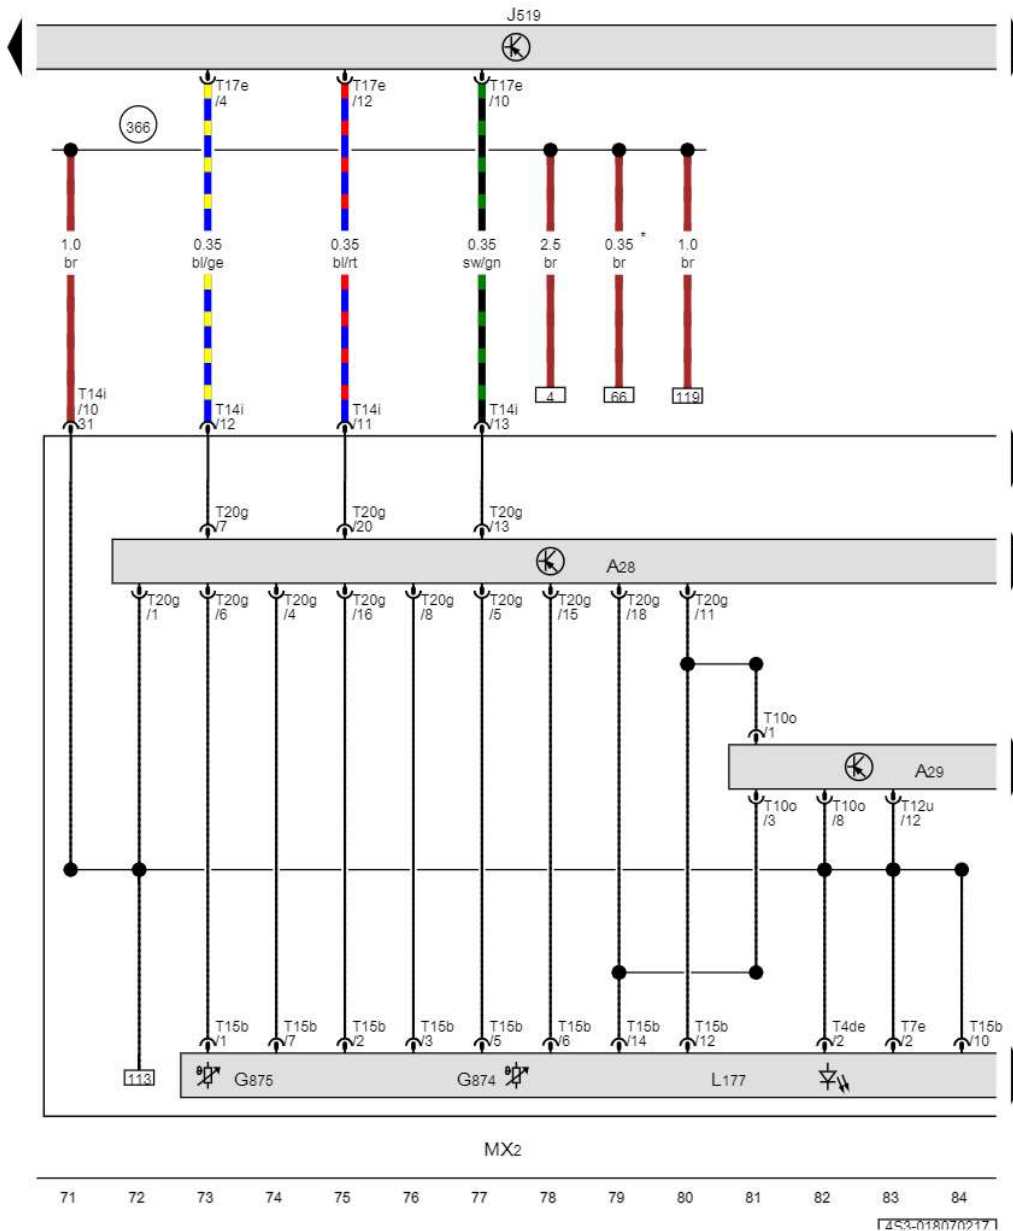 J519
T17e T17e T17e
/4 /12 /10
366
1.0 0.35 0.35 0.35 2.5 0.35 * 1.0
br bl/ge bl/rt sw/gn br br br
4 66 119
T14i T14i T14i T14i
/10 /12 /11 /13
31
T20g T20g T20g
/7 /20 /13
A28
T20g T20g T20g T20g T20g T20g T20g T20g T20g
/1 /6 /4 /16 /8 /5 /15 /18 /11
T10o
/1
A29
T10o T10o T12u
/3 /8 /12
T15b T15b T15b T15b T15b T15b T15b T15b T4de T7e T15b
/1 /7 /2 /3 /5 /6 /14 /12 /2 /2 /10
113 G875 G874 L177
MX2
71 72 73 74 75 76 77 78 79 80 81 82 83 84
4S3-018070217